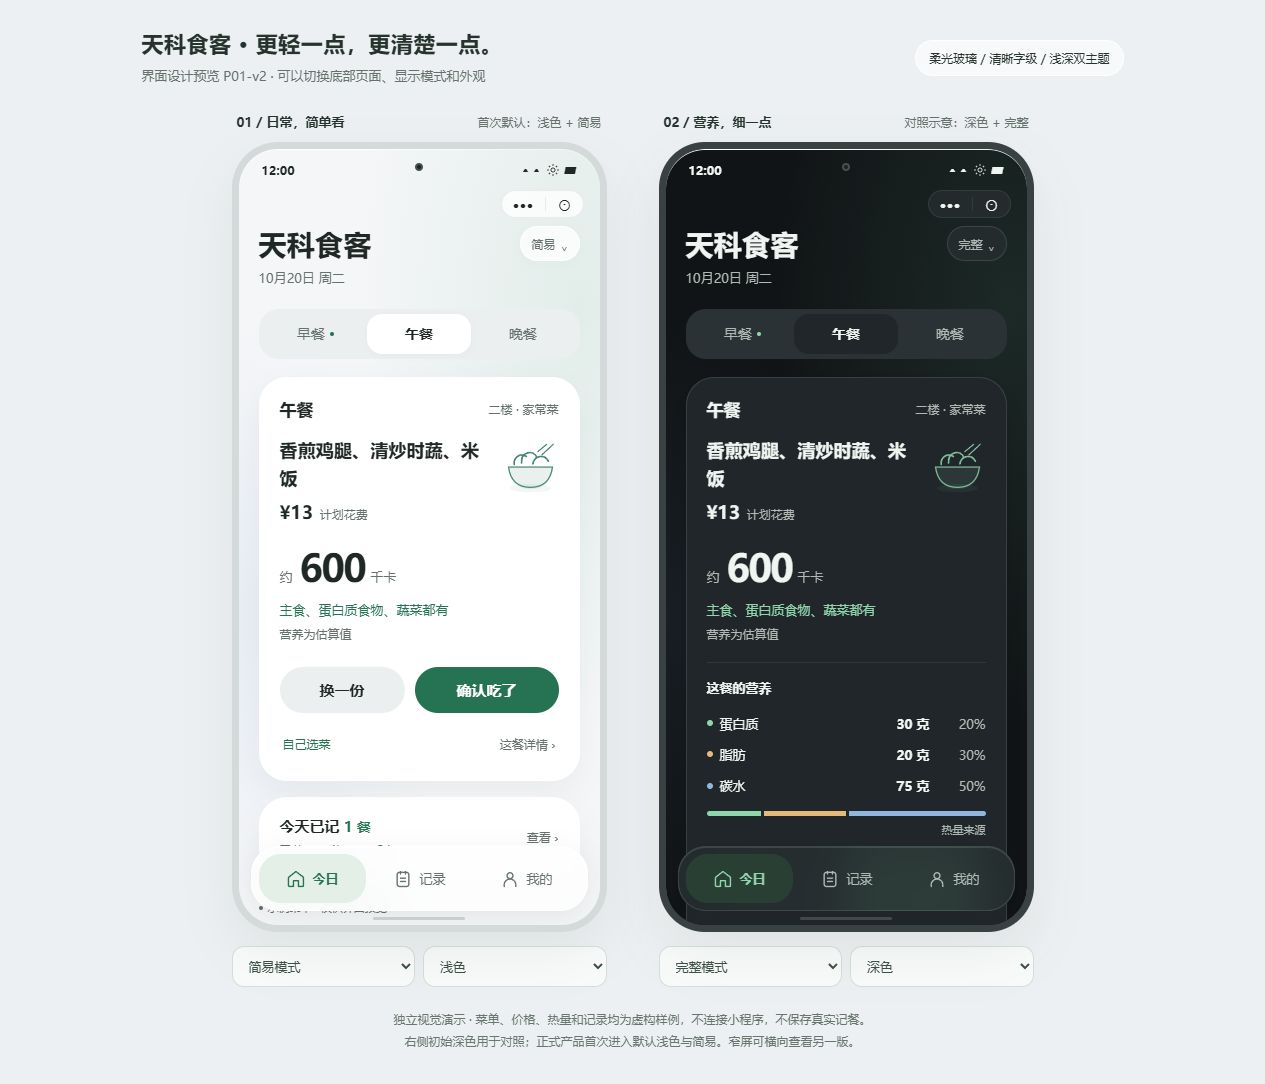 天科食客 · 更轻一点，更清楚一点。
界面设计预览 P01-v2 · 可以切换底部页面、显示模式和外观
柔光玻璃 / 清晰字级 / 浅深双主题
01 / 日常，简单看
首次默认：浅色 + 简易
12:00
天科食客
简易
10月20日 周二
早餐
午餐
晚餐
午餐
二楼 · 家常菜
香煎鸡腿、清炒时蔬、米
饭
¥13 计划花费
约 600 千卡
主食、蛋白质食物、蔬菜都有
营养为估算值
换一份
确认吃了
自己选菜
这餐详情 ›
今天已记 1 餐
查看 ›
今日
记录
我的
简易模式
浅色
02 / 营养，细一点
对照示意：深色 + 完整
12:00
天科食客
完整
10月20日 周二
早餐
午餐
晚餐
午餐
二楼 · 家常菜
香煎鸡腿、清炒时蔬、米
饭
¥13 计划花费
约 600 千卡
主食、蛋白质食物、蔬菜都有
营养为估算值
这餐的营养
蛋白质 30 克 20%
脂肪 20 克 30%
碳水 75 克 50%
热量来源
今日
记录
我的
完整模式
深色
独立视觉演示 · 菜单、价格、热量和记录均为虚构样例，不连接小程序，不保存真实记餐。
右侧初始深色用于对照；正式产品首次进入默认浅色与简易。窄屏可横向查看另一版。